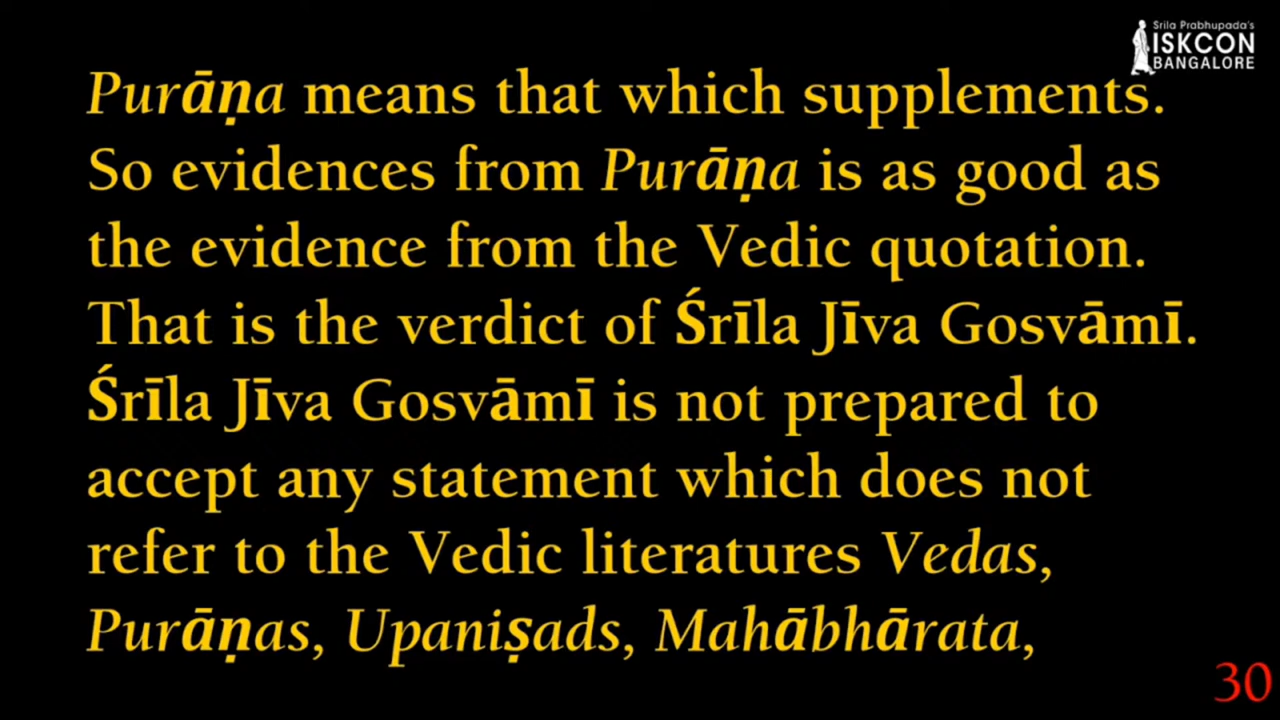 Srila Prabhupada's
ISKCON
BANGALORE
Purāṇa means that which supplements.
So evidences from Purāṇa is as good as
the evidence from the Vedic quotation.
That is the verdict of Śrīla Jīva Gosvāmī.
Śrīla Jīva Gosvāmī is not prepared to
accept any statement which does not
refer to the Vedic literatures Vedas,
Purāṇas, Upaniṣads, Mahābhārata,
30